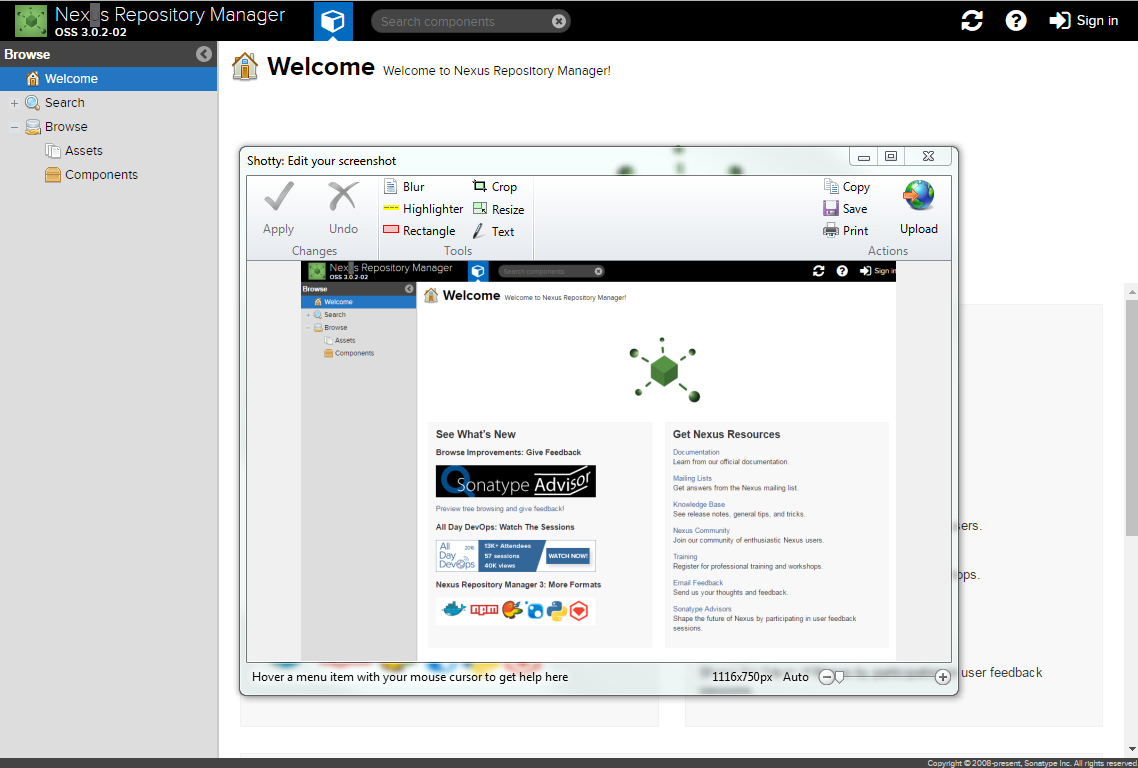 Nexus Repository Manager
OSS 3.0.2-02
Search components
Sign in
Browse
Welcome
Search
Browse
Assets
Components
Welcome Welcome to Nexus Repository Manager!
Shotty: Edit your screenshot
Apply
Undo
Changes
Blur
Highlighter
Rectangle
Crop
Resize
Text
Tools
Copy
Save
Print
Upload
Actions
Nexus Repository Manager
OSS 3.0.2-02
Search components
Sign in
Browse
Welcome
Search
Browse
Assets
Components
Welcome Welcome to Nexus Repository Manager!
See What's New
Browse Improvements: Give Feedback
Sonatype Advisor
Preview tree browsing and give feedback!
All Day DevOps: Watch The Sessions
All Day DevOps 2016
13K+ Attendees
57 sessions
40K views
WATCH NOW!
Nexus Repository Manager 3: More Formats
npm
Get Nexus Resources
Documentation
Learn from our official documentation.
Mailing Lists
Get answers from the Nexus mailing list.
Knowledge Base
See release notes, general tips, and tricks.
Nexus Community
Join our community of enthusiastic Nexus users.
Training
Register for professional training and workshops.
Email Feedback
Send us your thoughts and feedback.
Sonatype Advisors
Shape the future of Nexus by participating in user feedback
sessions.
ers.
ops.
user feedback
Hover a menu item with your mouse cursor to get help here
1116x750px Auto
Copyright © 2008-present, Sonatype Inc. All rights reserved